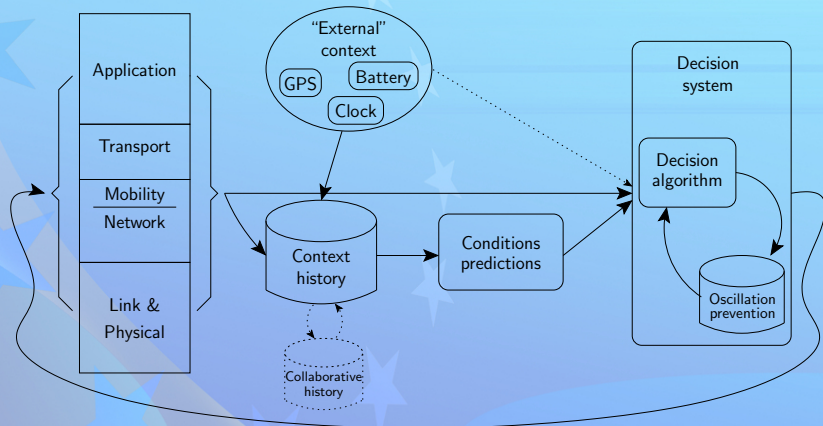 Application
Transport
Mobility
Network
Link &
Physical
“External”
context
GPS
Battery
Clock
Context
history
Collaborative
history
Conditions
predictions
Decision
system
Decision
algorithm
Oscillation
prevention